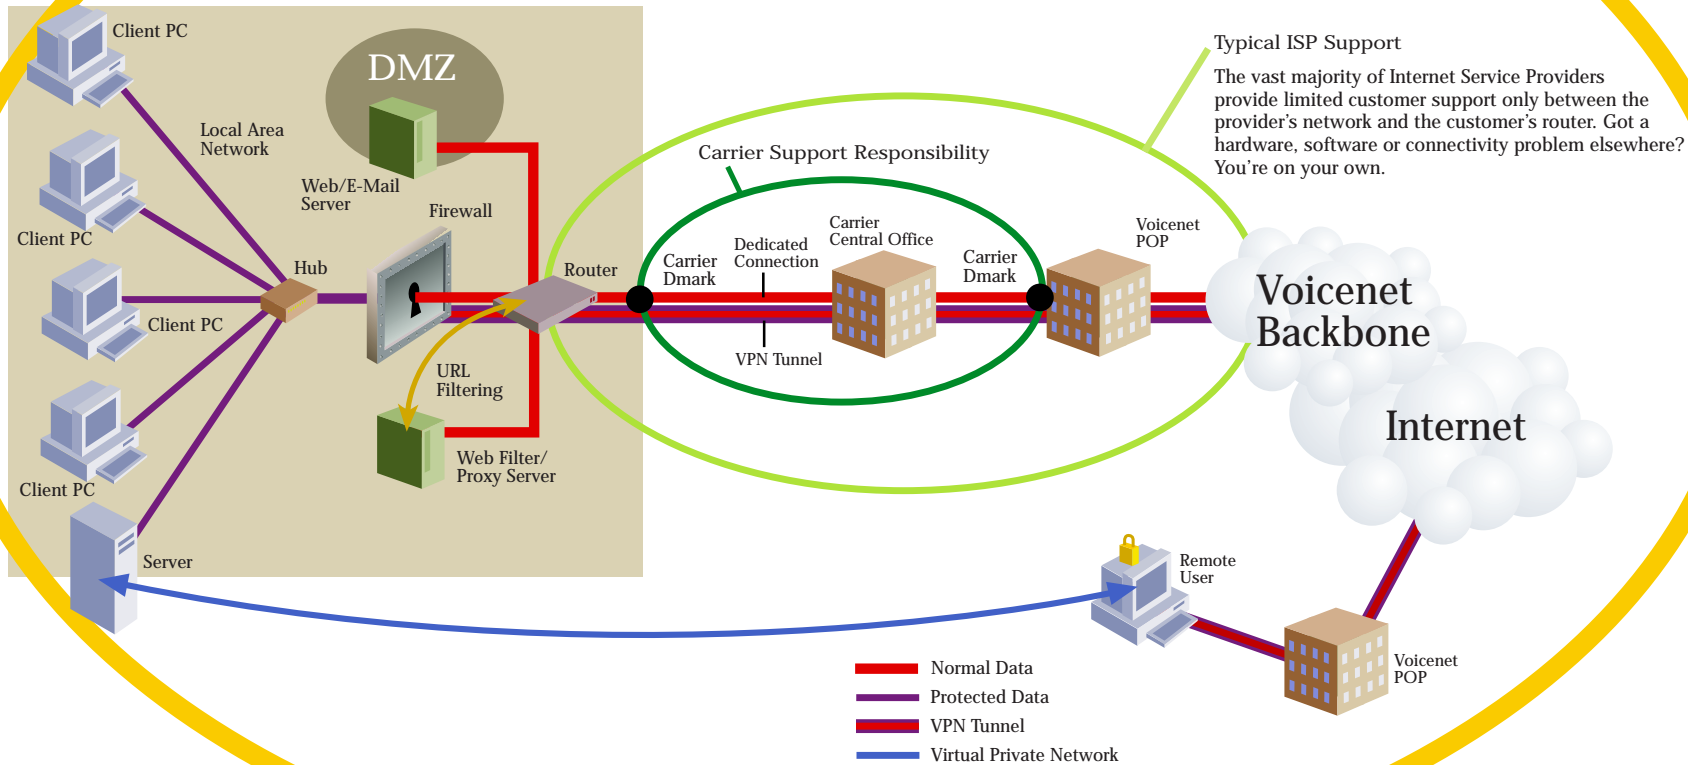 Client PC
DMZ
Typical ISP Support
The vast majority of Internet Service Providers
provide limited customer support only between the
provider's network and the customer's router. Got a
hardware, software or connectivity problem elsewhere?
You're on your own.
Local Area
Network
Carrier Support Responsibility
Web/E-Mail
Server
Firewall
Client PC
Hub
Router
Carrier
Dmark
Dedicated
Connection
Carrier
Central Office
Carrier
Dmark
Voicenet
POP
Voicenet
Backbone
Client PC
VPN Tunnel
URL
Filtering
Internet
Web Filter/
Proxy Server
Client PC
Server
Remote
User
Voicenet
POP
Normal Data
Protected Data
VPN Tunnel
Virtual Private Network